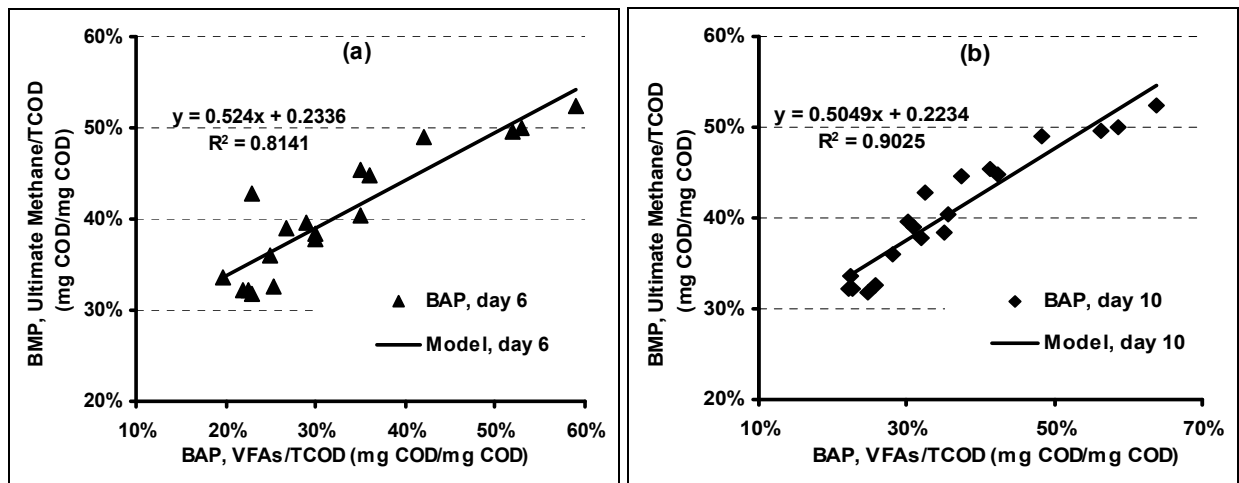 BMP, Ultimate Methane/TCOD
(mg COD/mg COD)
60%
50%
40%
30%
20%
(a)
y = 0.524x + 0.2336
R² = 0.8141
BAP, day 6
Model, day 6
10%
20%
30%
40%
50%
60%
BAP, VFAs/TCOD (mg COD/mg COD)
BMP, Ultimate Methane/TCOD
(mg COD/mg COD)
60%
50%
40%
30%
20%
(b)
y = 0.5049x + 0.2234
R² = 0.9025
BAP, day 10
Model, day 10
10%
30%
50%
70%
BAP, VFAs/TCOD (mg COD/mg COD)